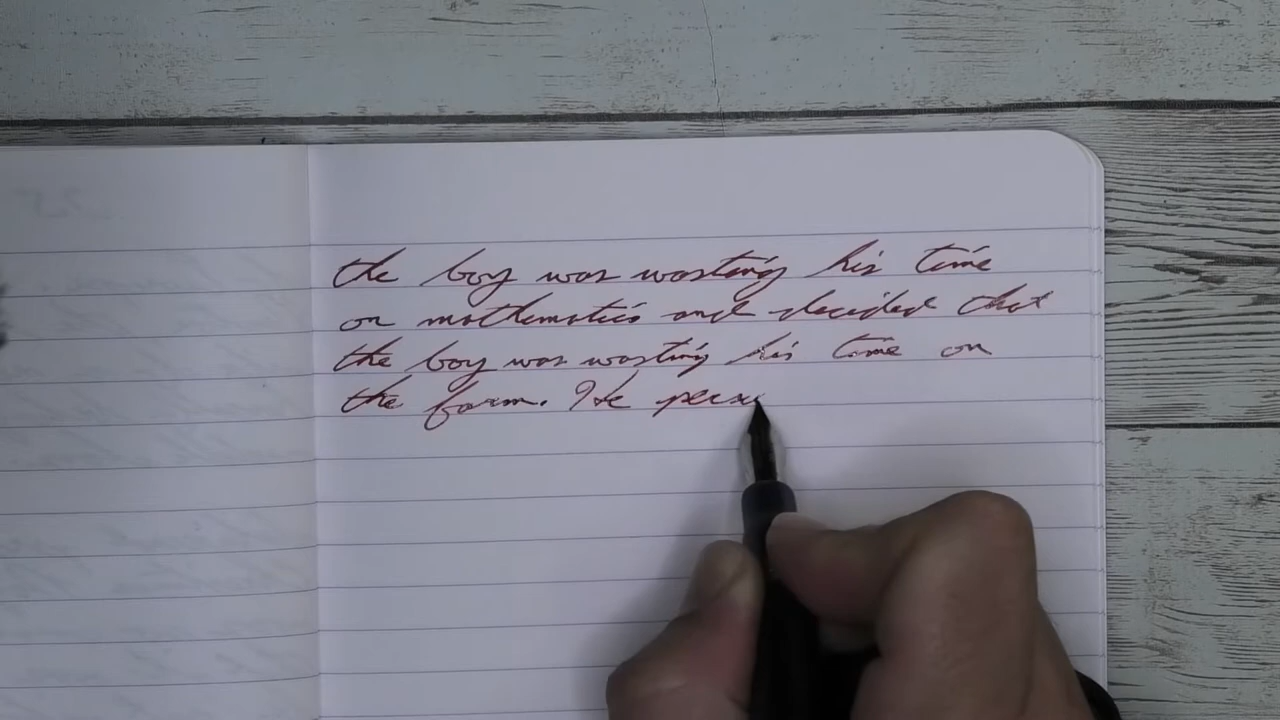 the boy was wasting his time
on mathematics and decided that
the boy was wasting his time on
the farm. He persu